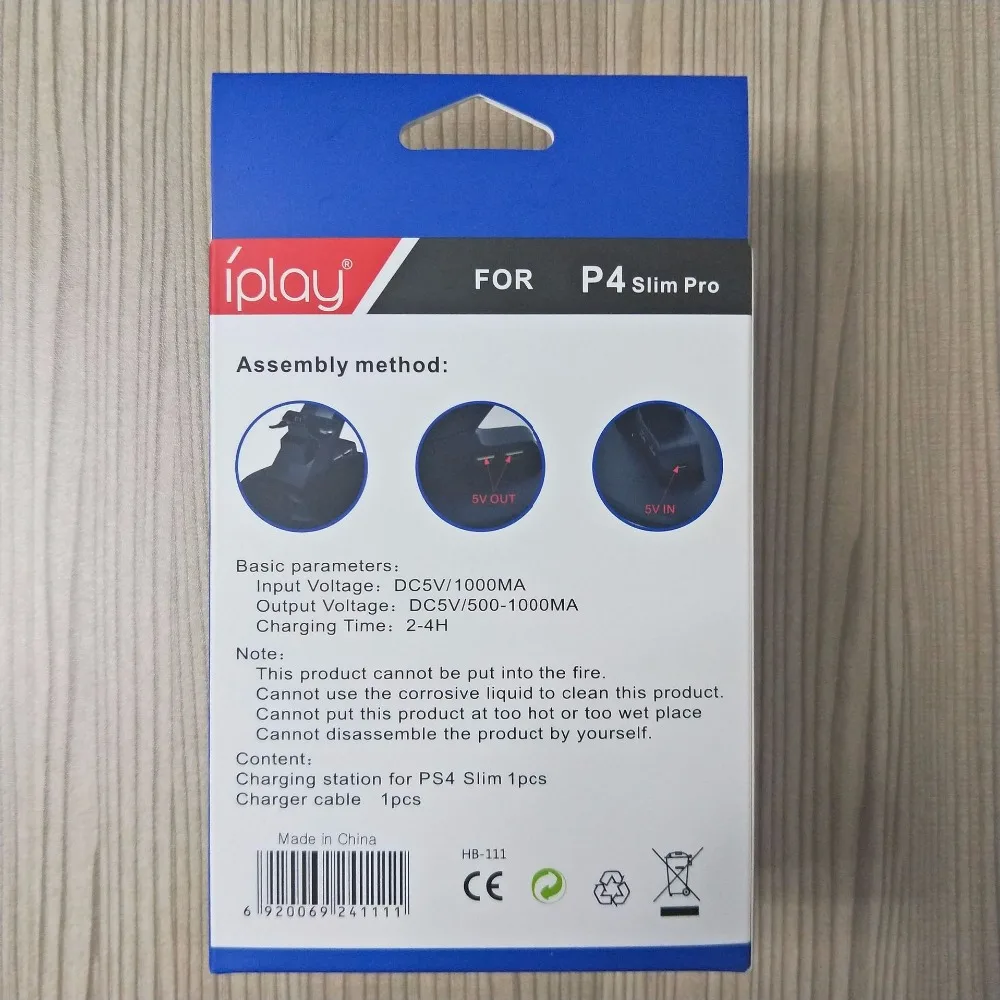 íplay®
FOR P4 Slim Pro
Assembly method:
5V OUT
5V IN
Basic parameters:
Input Voltage: DC5V/1000MA
Output Voltage: DC5V/500-1000MA
Charging Time: 2-4H
Note:
This product cannot be put into the fire.
Cannot use the corrosive liquid to clean this product.
Cannot put this product at too hot or too wet place
Cannot disassemble the product by yourself.
Content:
Charging station for PS4 Slim 1pcs
Charger cable 1pcs
Made in China
6 920069 241111
HB-111
CE